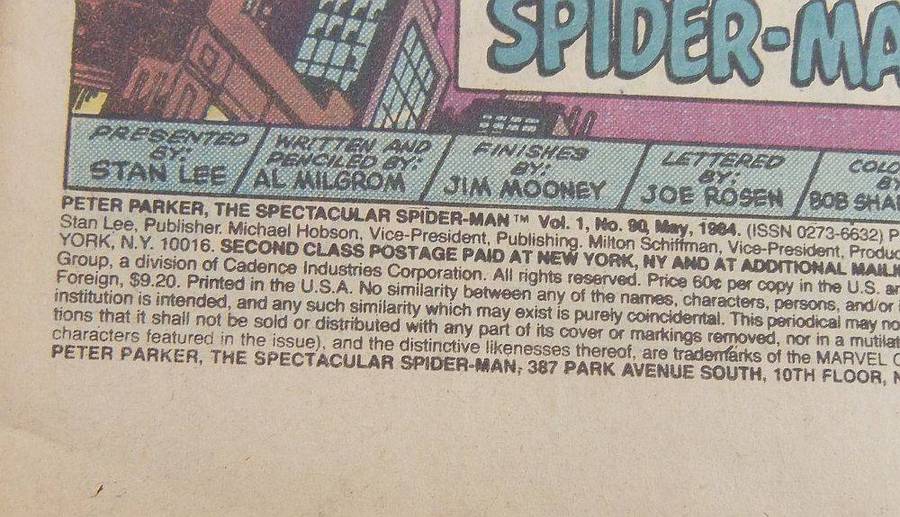 SPIDER-MA
PRESENTED BY: STAN LEE
WRITTEN AND PENCILED BY: AL MILGROM
FINISHES BY: JIM MOONEY
LETTERED BY: JOE ROSEN
COLO BY BOB SHA
PETER PARKER, THE SPECTACULAR SPIDER-MAN™ Vol. 1, No. 90, May, 1984. (ISSN 0273-6632) P
Stan Lee, Publisher. Michael Hobson, Vice-President, Publishing. Milton Schiffman, Vice-President, Produc
YORK, N.Y. 10016. SECOND CLASS POSTAGE PAID AT NEW YORK, NY AND AT ADDITIONAL MAILI
Group, a division of Cadence Industries Corporation. All rights reserved. Price 60¢ per copy in the U.S. an
Foreign, $9.20. Printed in the U.S.A. No similarity between any of the names, characters, persons, and/or i
institution is intended, and any such similarity which may exist is purely coincidental. This periodical may no
tions that it shall not be sold or distributed with any part of its cover or markings removed, nor in a mutilat
characters featured in the issue), and the distinctive likenesses thereof, are trademarks of the MARVEL C
PETER PARKER, THE SPECTACULAR SPIDER-MAN, 387 PARK AVENUE SOUTH, 10TH FLOOR, N